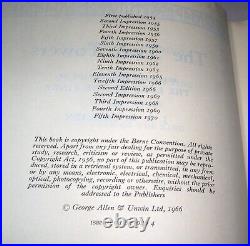 First Published 1954
Second Impression 1954
Third Impression 1955
Fourth Impression 1956
Fifth Impression 1957
Sixth Impression 1959
Seventh Impression 1960
Eighth Impression 1961
Ninth Impression 1962
Tenth Impression 1963
Eleventh Impression 1965
Twelfth Impression 1966
Second Edition 1966
Second Impression 1967
Third Impression 1968
Fourth Impression 1969
Fifth Impression 1970
This book is copyright under the Berne Convention. All rights
reserved. Apart from any fair dealing for the purpose of private
study, research, criticism or review, as permitted under the
Copyright Act, 1956, no part of this publication may be repro-
duced, stored in a retrieval system, or transmitted, in any form
or by any means, electronic, electrical, chemical, mechanical,
optical, photocopying, recording or otherwise, without the prior
permission of the copyright owner. Enquiries should be
addressed to the Publishers
© George Allen & Unwin Ltd, 1966